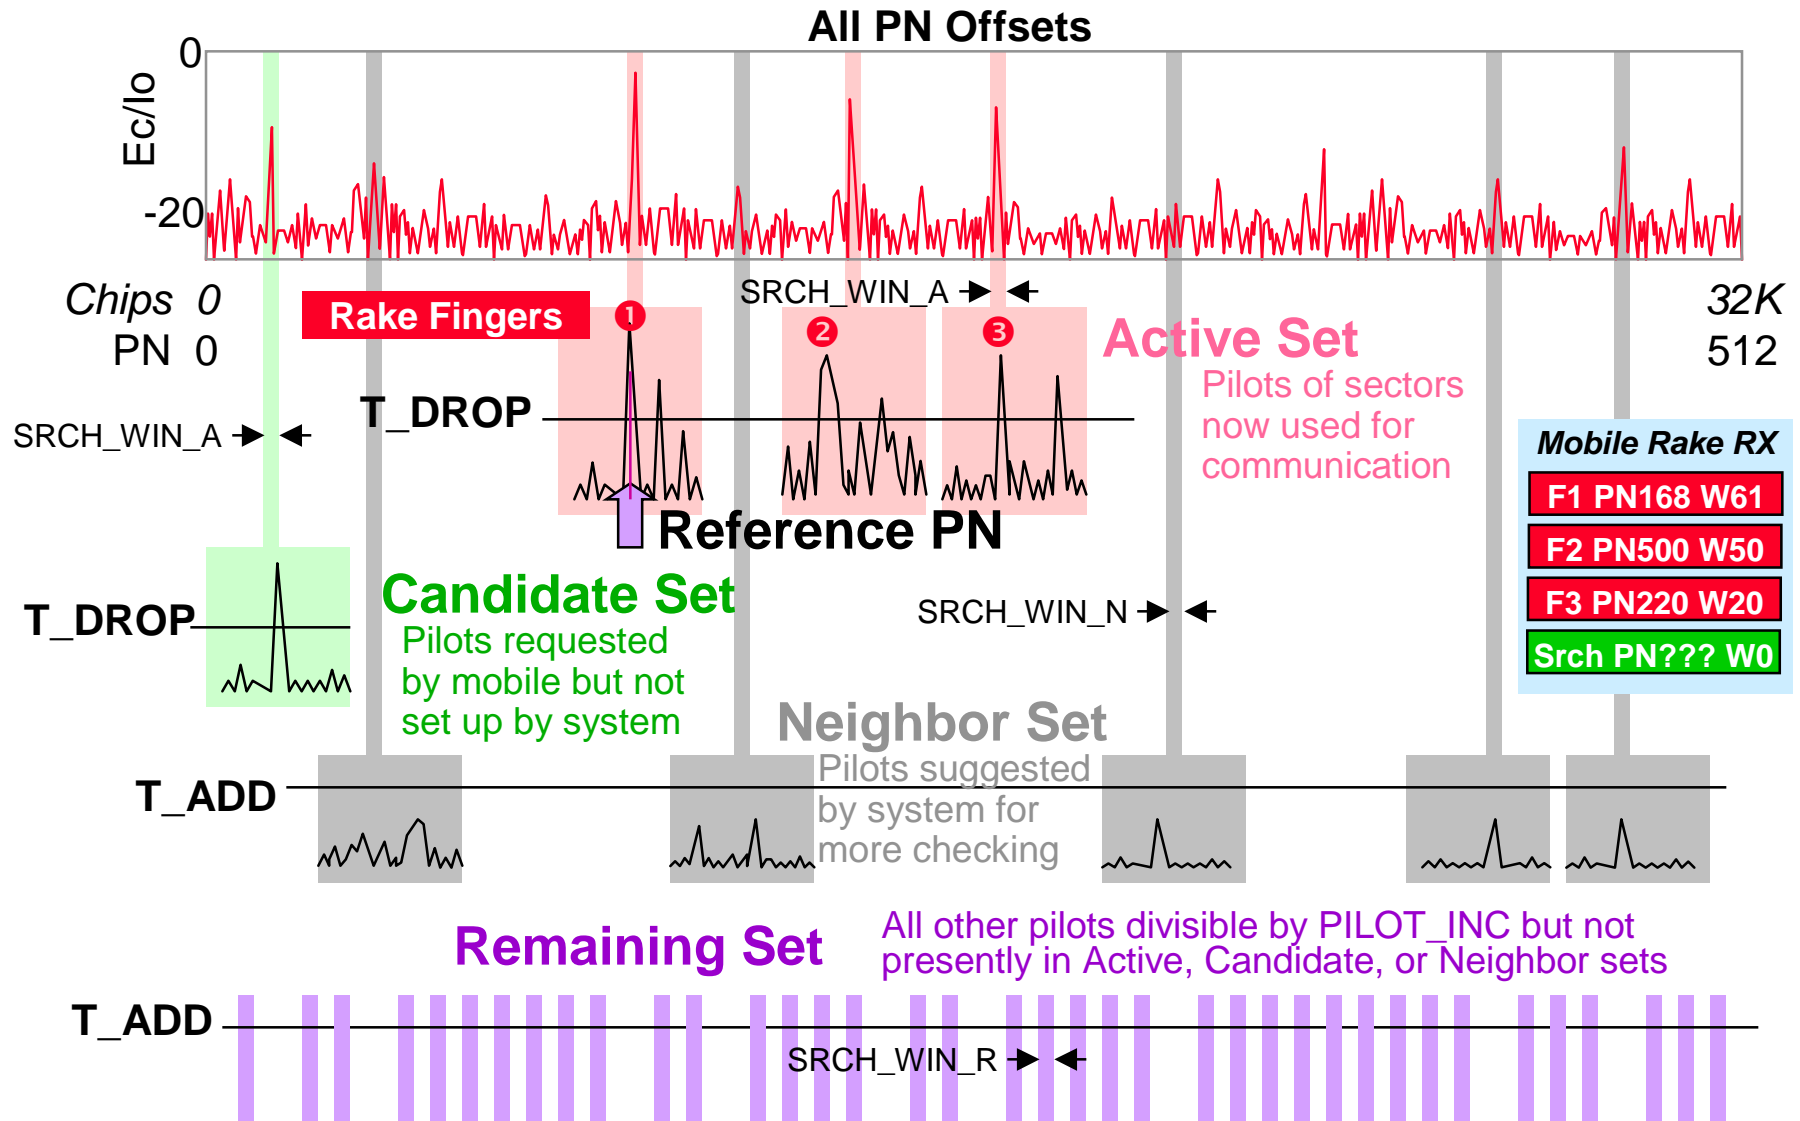 All PN Offsets
0
Ec/Io
-20
Chips 0
32K
PN 0
512
Rake Fingers
1
2
3
SRCH_WIN_A
Active Set
Pilots of sectors
now used for
communication
T_DROP
SRCH_WIN_A
Reference PN
Mobile Rake RX
F1 PN168 W61
F2 PN500 W50
F3 PN220 W20
Srch PN??? W0
T_DROP
Candidate Set
Pilots requested
by mobile but not
set up by system
SRCH_WIN_N
Neighbor Set
Pilots suggested
by system for
more checking
T_ADD
Remaining Set
All other pilots divisible by PILOT_INC but not
presently in Active, Candidate, or Neighbor sets
T_ADD
SRCH_WIN_R